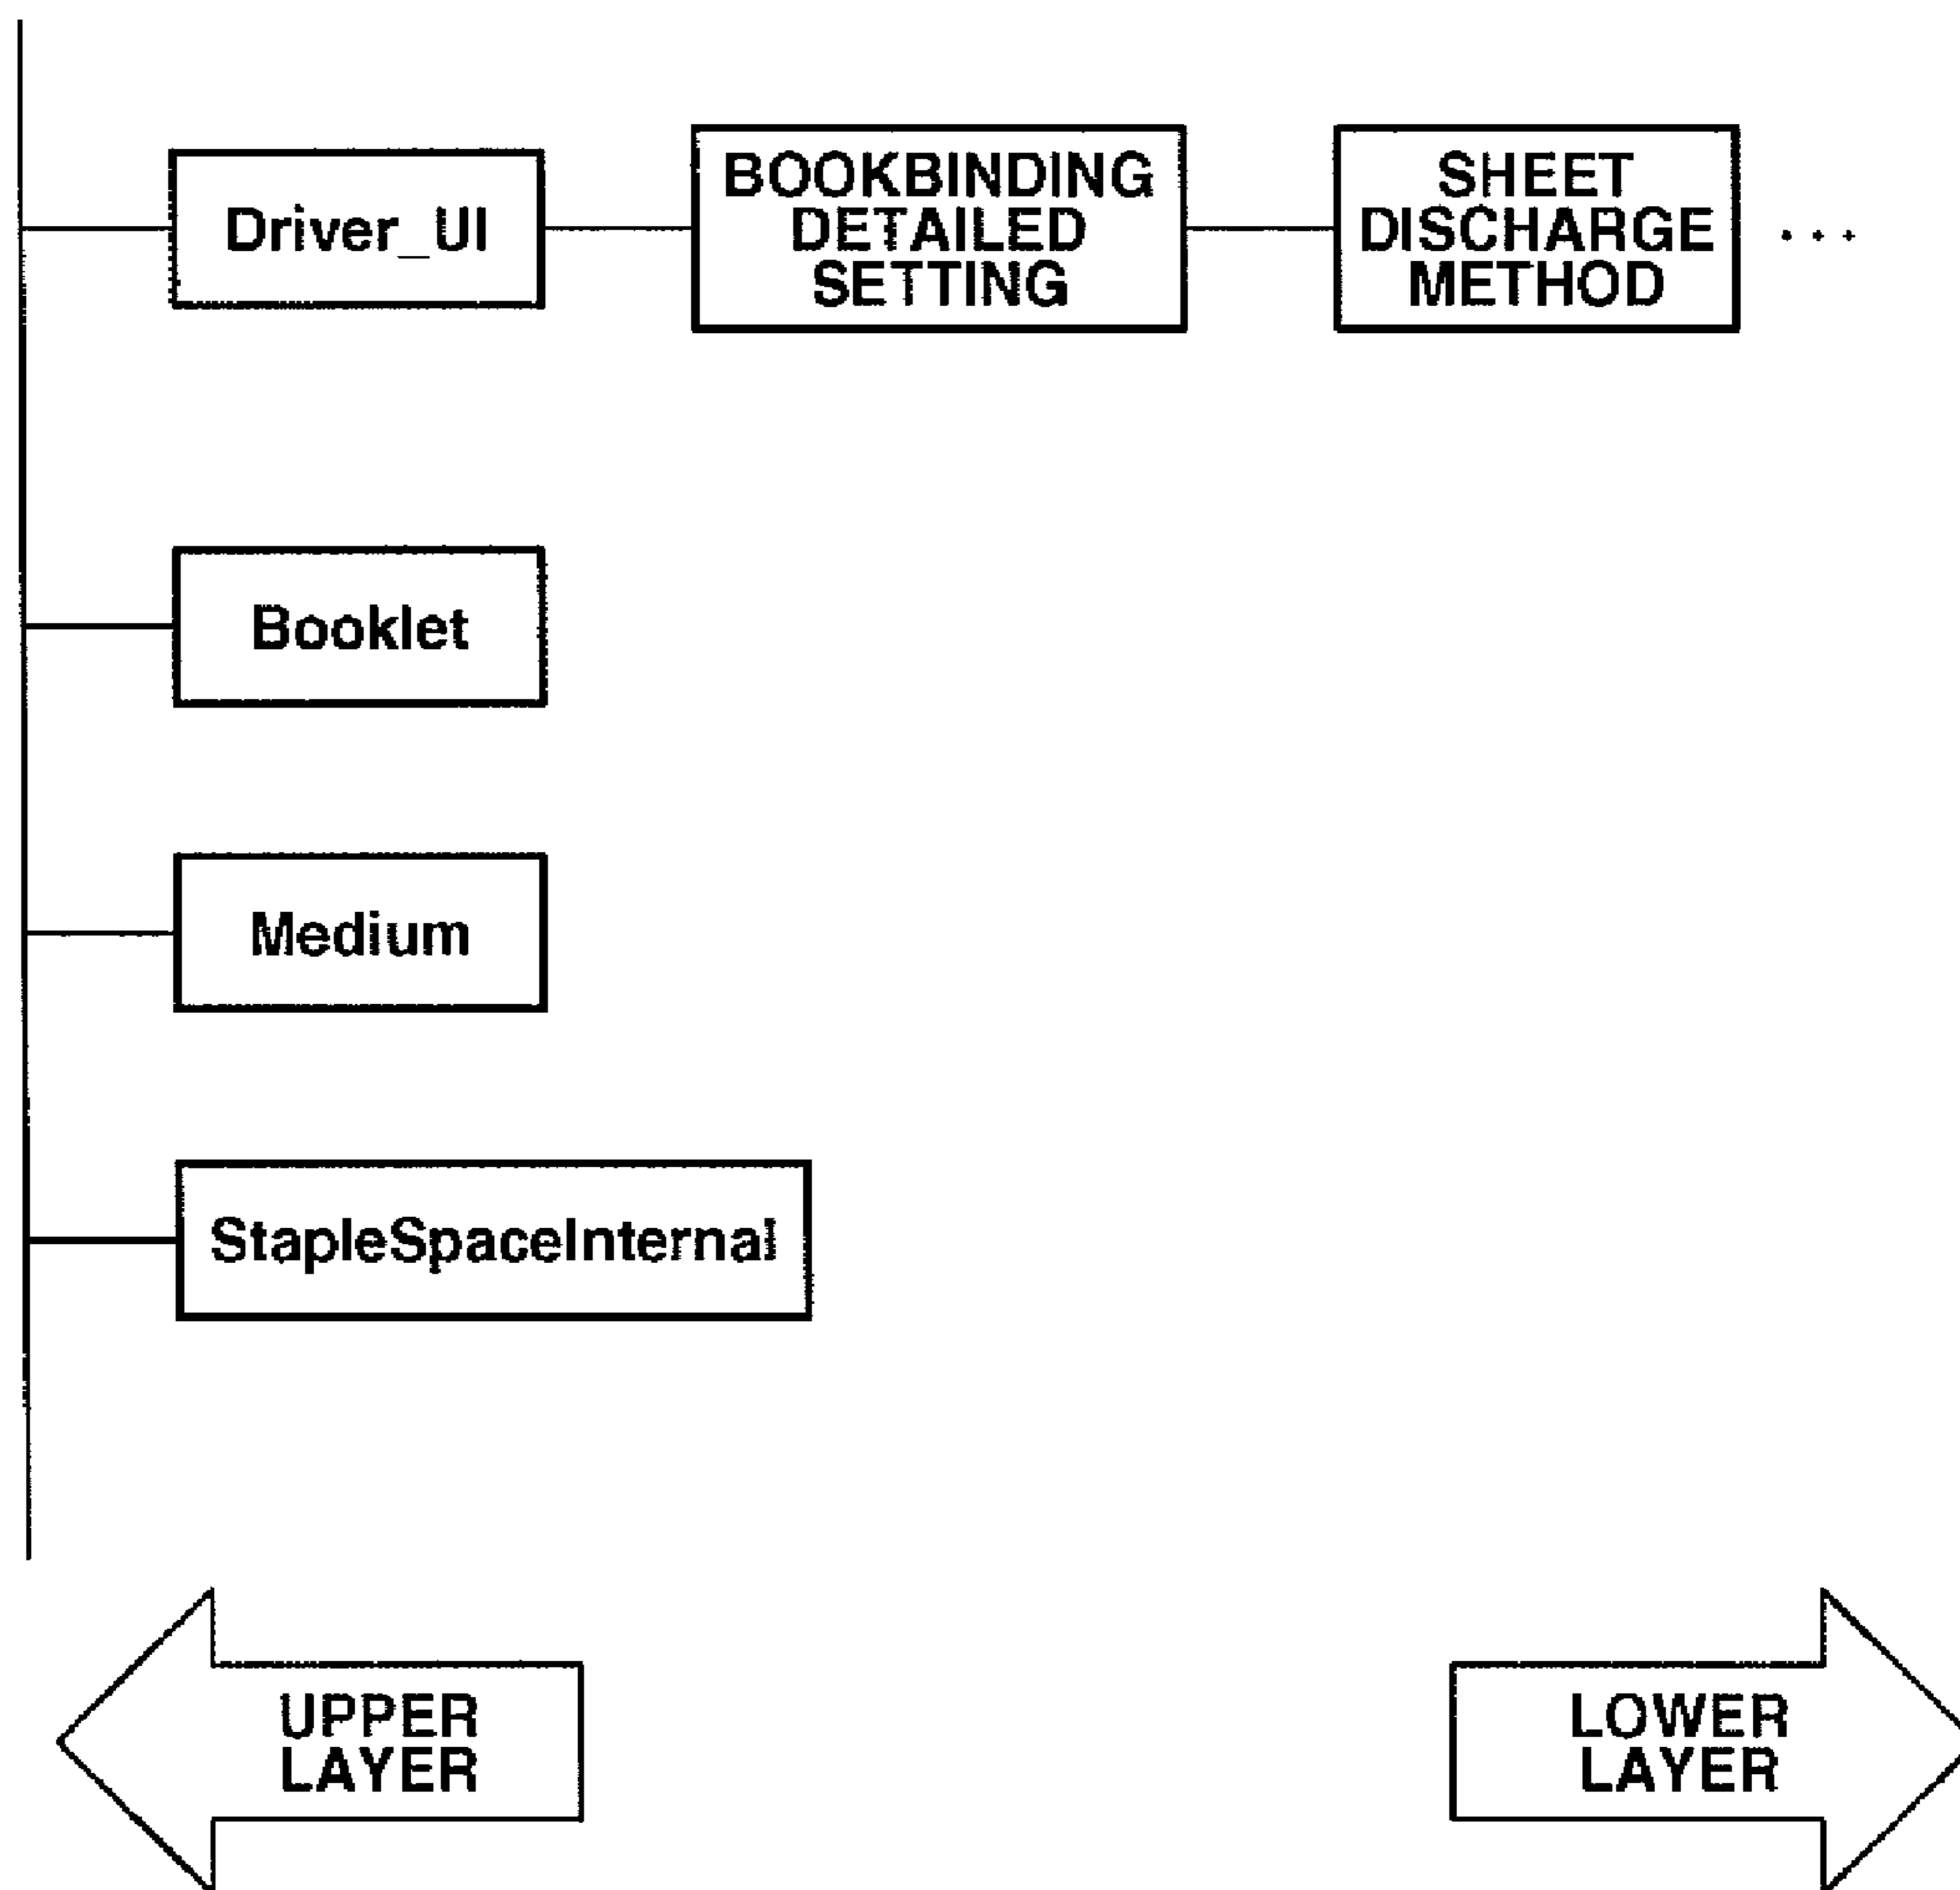 Driver_UI
BOOKBINDING
DETAILED
SETTING
SHEET
DISCHARGE
METHOD
...
Booklet
Medium
StapleSpaceInternal
UPPER
LAYER
LOWER
LAYER